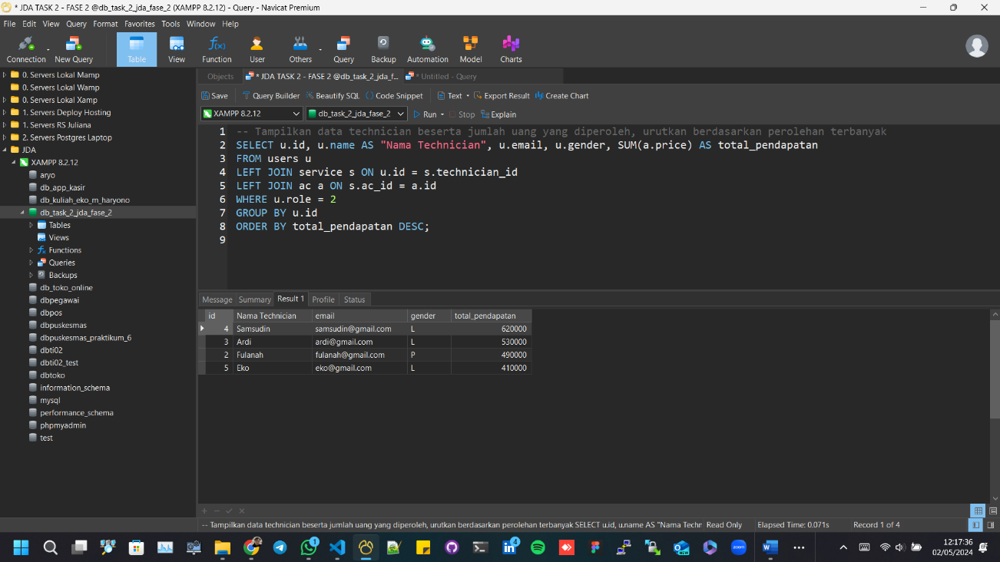 * JDA TASK 2 - FASE 2 @db_task_2_jda_fase_2 (XAMPP 8.2.12) - Query - Navicat Premium
File Edit View Query Format Favorites Tools Window Help
Connection New Query Table View Function User Others Query Backup Automation Model Charts
0. Servers Lokal Mamp
0. Servers Lokal Wamp
0. Servers Lokal Xamp
1. Servers Deploy Hosting
1. Servers RS Juliana
2. Servers Postgres Laptop
JDA
XAMPP 8.2.12
aryo
db_app_kasir
db_kuliah_eko_m_haryono
db_task_2_jda_fase_2
Tables
Views
Functions
Queries
Backups
db_toko_online
dbpegawai
dbpos
dbpuskesmas
dbpuskesmas_praktikum_6
dbti02
dbti02_test
dbtoko
information_schema
mysql
performance_schema
phpmyadmin
test
Objects * JDA TASK 2 - FASE 2 @db_task_2_jda_f... * Untitled - Query
Save Query Builder Beautify SQL Code Snippet Text Export Result Create Chart
XAMPP 8.2.12 db_task_2_jda_fase_2 Run Stop Explain
1 -- Tampilkan data technician beserta jumlah uang yang diperoleh, urutkan berdasarkan perolehan terbanyak
2 SELECT u.id, u.name AS "Nama Technician", u.email, u.gender, SUM(a.price) AS total_pendapatan
3 FROM users u
4 LEFT JOIN service s ON u.id = s.technician_id
5 LEFT JOIN ac a ON s.ac_id = a.id
6 WHERE u.role = 2
7 GROUP BY u.id
8 ORDER BY total_pendapatan DESC;
9
Message Summary Result 1 Profile Status
id Nama Technician email gender total_pendapatan
4 Samsudin samsudin@gmail.com L 620000
3 Ardi ardi@gmail.com L 530000
2 Fulanah fulanah@gmail.com P 490000
5 Eko eko@gmail.com L 410000
-- Tampilkan data technician beserta jumlah uang yang diperoleh, urutkan berdasarkan perolehan terbanyak SELECT u.id, u.name AS "Nama Techr Read Only Elapsed Time: 0.071s Record 1 of 4
1 4 NEW zoom
12:17:36
02/05/2024